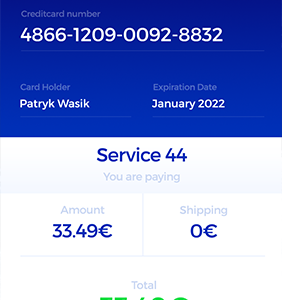 Creditcard number
4866-1209-0092-8832
Card Holder
Expiration Date
Patryk Wasik
January 2022
Service 44
You are paying
Amount
Shipping
33.49€
0€
Total